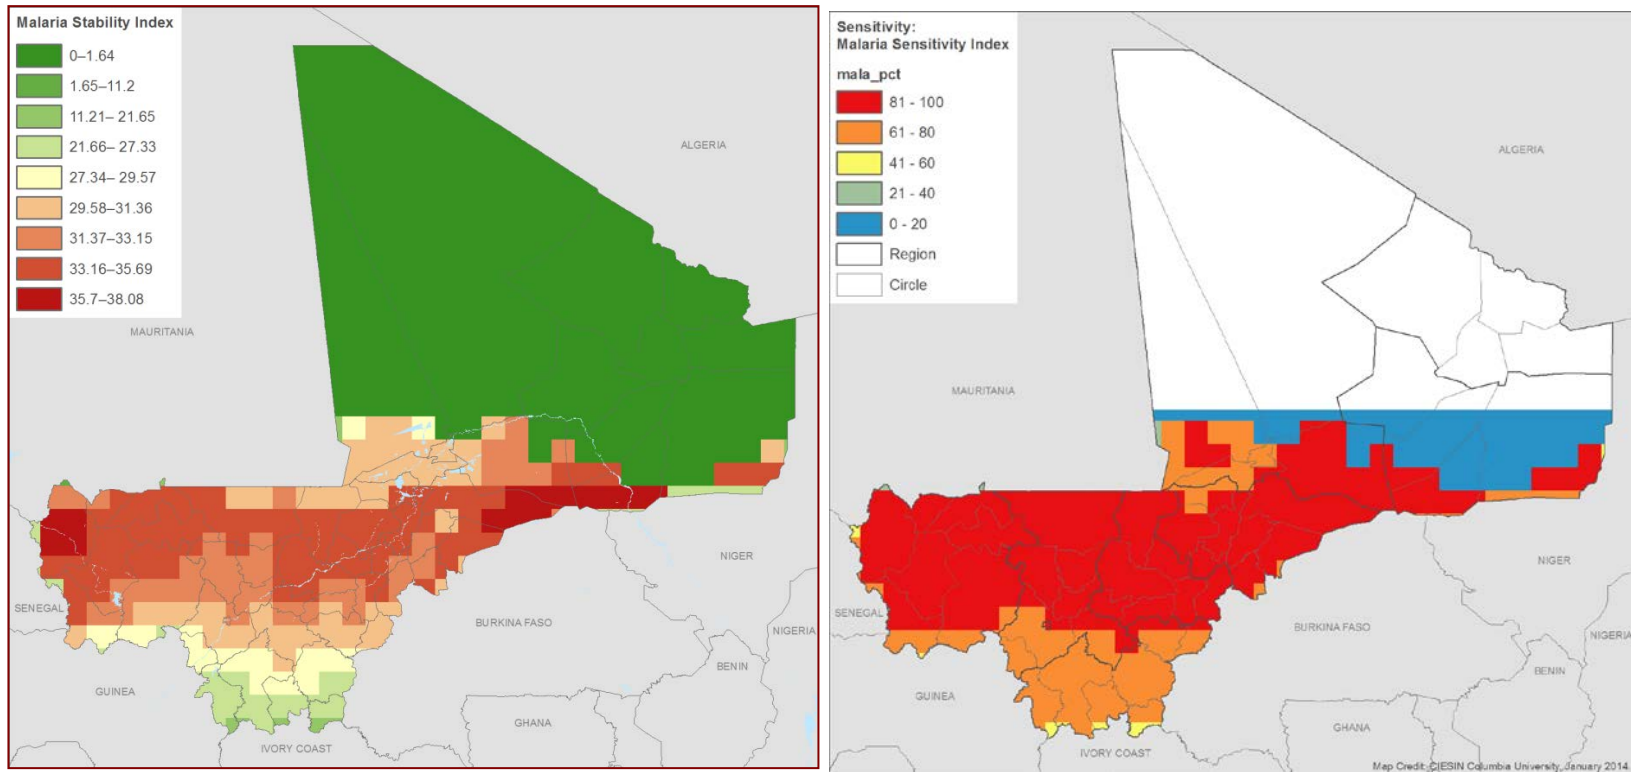 Malaria Stability Index
0–1.64
1.65–11.2
11.21– 21.65
21.66– 27.33
27.34– 29.57
29.58–31.36
31.37–33.15
33.16–35.69
35.7–38.08
ALGERIA
MAURITANIA
NIGER
SENEGAL
BURKINA FASO
NIGERIA
BENIN
GUINEA
GHANA
IVORY COAST
Sensitivity:
Malaria Sensitivity Index
mala_pct
81 - 100
61 - 80
41 - 60
21 - 40
0 - 20
Region
Circle
ALGERIA
MAURITANIA
NIGER
SENEGAL
BURKINA FASO
NIGERIA
BENIN
GUINEA
GHANA
IVORY COAST
Map Credit: CIESIN Columbia University, January 2014.